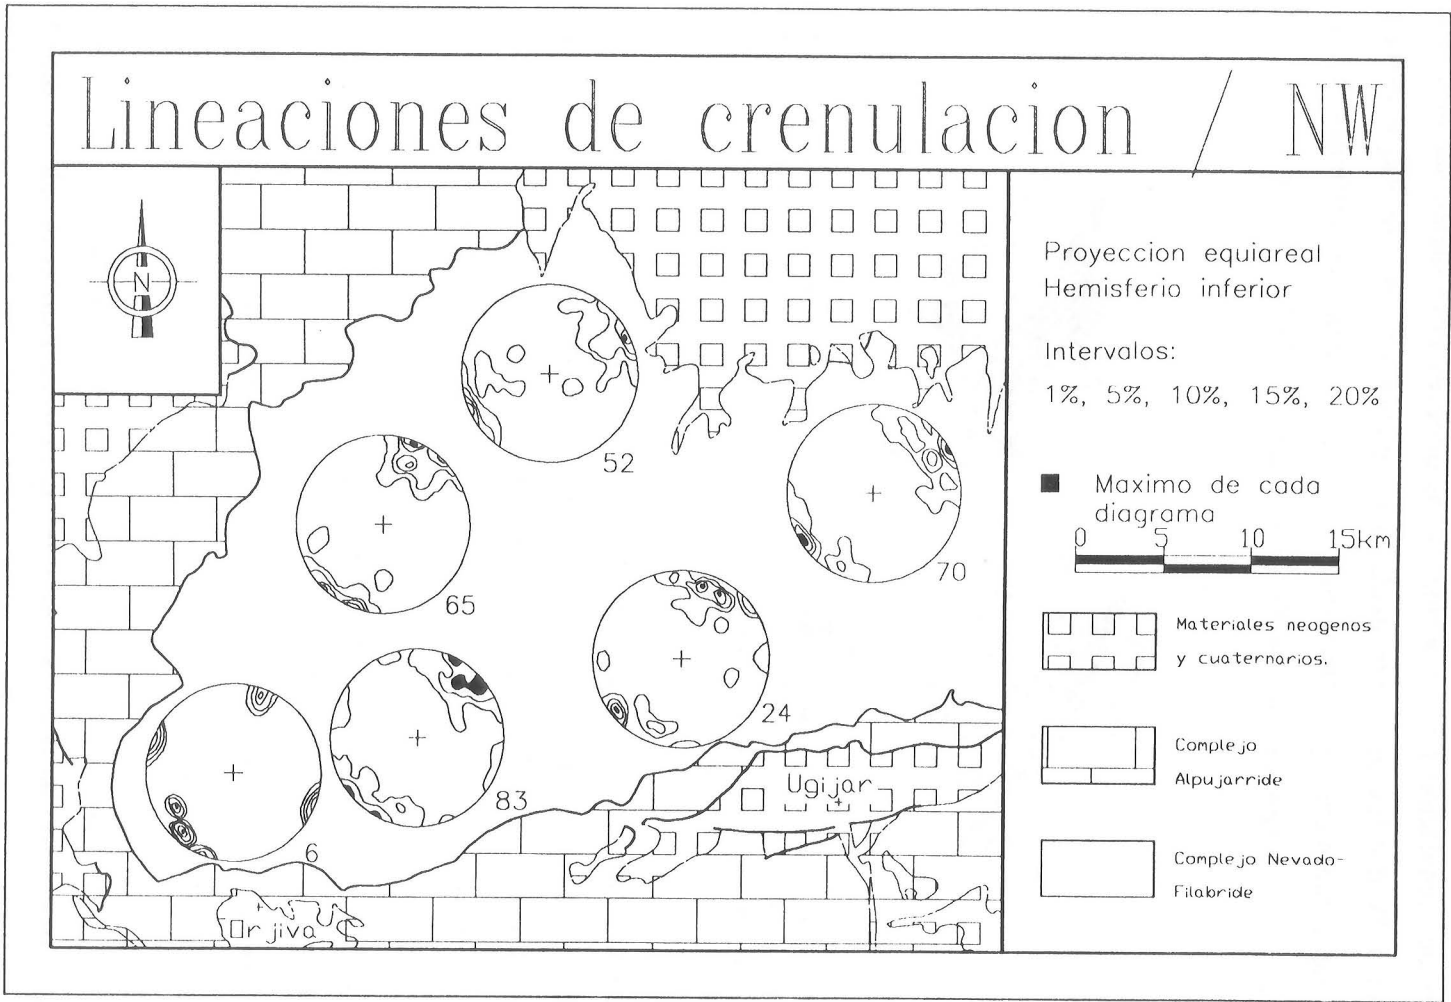 Lineaciones de crenulacion / NW
N
52
65
70
24
83
6
Ugijar
Orjiva
Proyeccion equiareal
Hemisferio inferior
Intervalos:
1%, 5%, 10%, 15%, 20%
Maximo de cada
diagrama
0 5 10 15km
Materiales neogenos
y cuaternarios.
Complejo
Alpujarride
Complejo Nevado-
Filabride